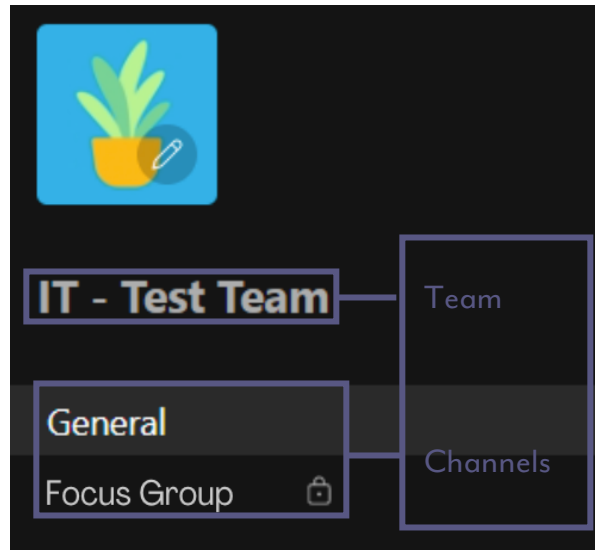 IT - Test Team
Team
General
Channels
Focus Group